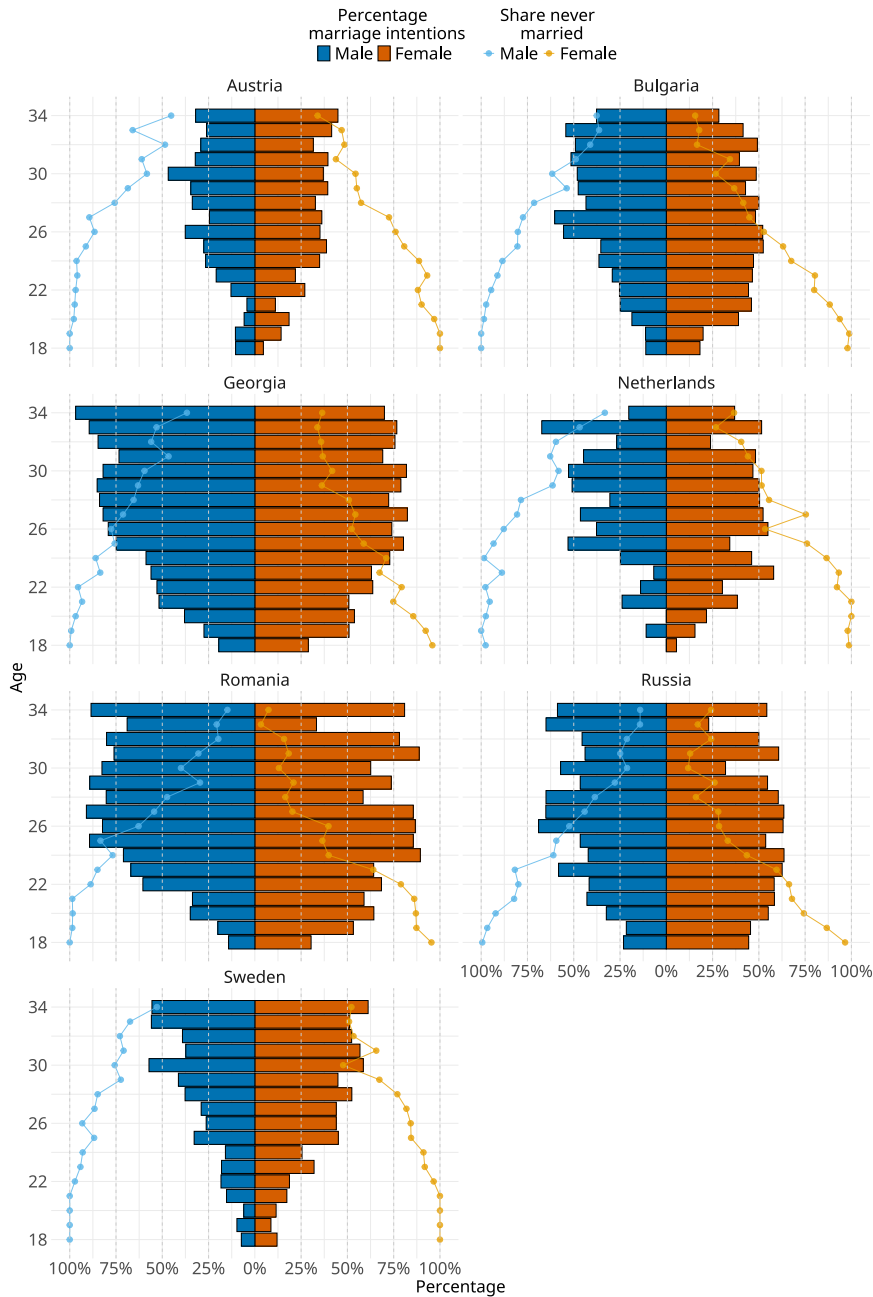 Percentage
marriage intentions
Male Female
Share never
married
Male Female
Austria
Bulgaria
34
30
26
22
18
Georgia
Netherlands
34
30
26
22
18
Age
Romania
Russia
34
30
26
22
18
100% 75% 50% 25% 0% 25% 50% 75% 100%
Sweden
34
30
26
22
18
100% 75% 50% 25% 0% 25% 50% 75% 100%
Percentage